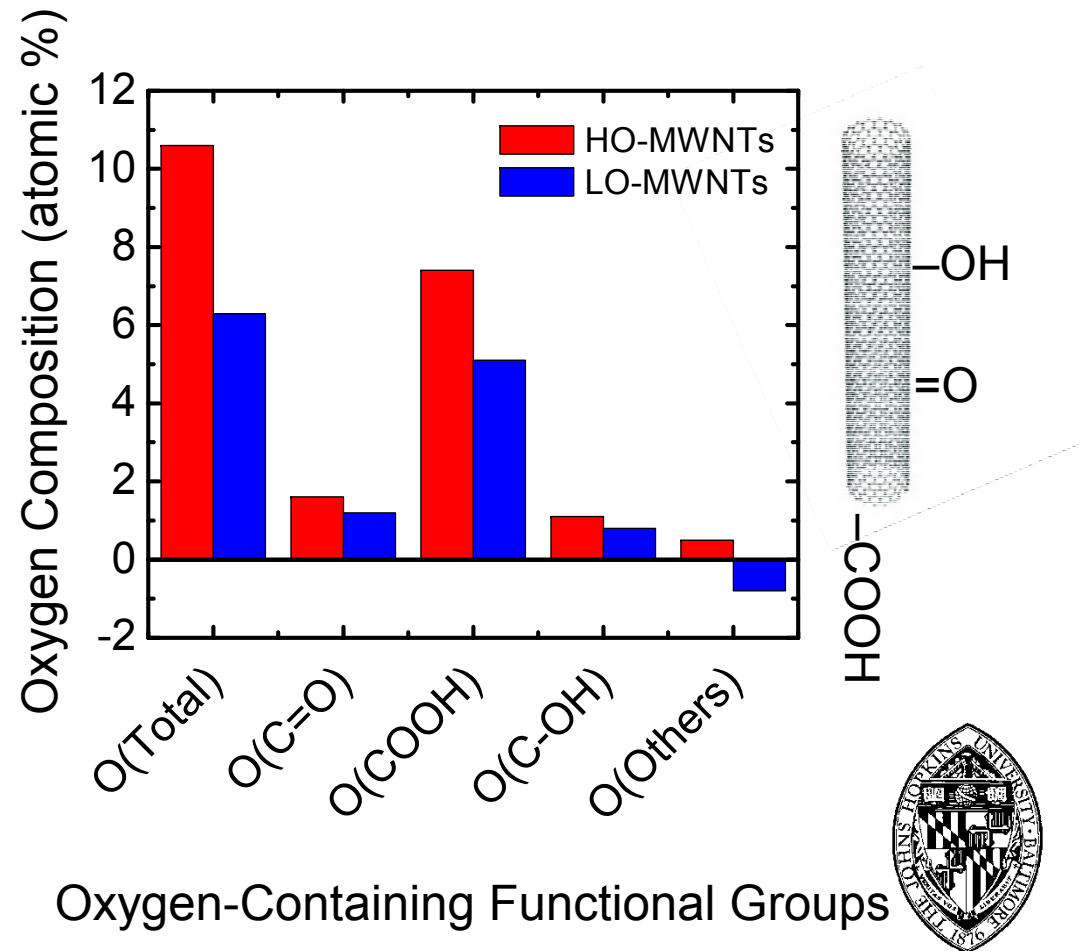 Oxygen Composition (atomic %)
12
10
8
6
4
2
0
-2
HO-MWNTs
LO-MWNTs
O(Total)
O(C=O)
O(COOH)
O(C-OH)
O(Others)
Oxygen-Containing Functional Groups
–OH
=O
–COOH
THE JOHNS HOPKINS UNIVERSITY · BALTIMORE
1876